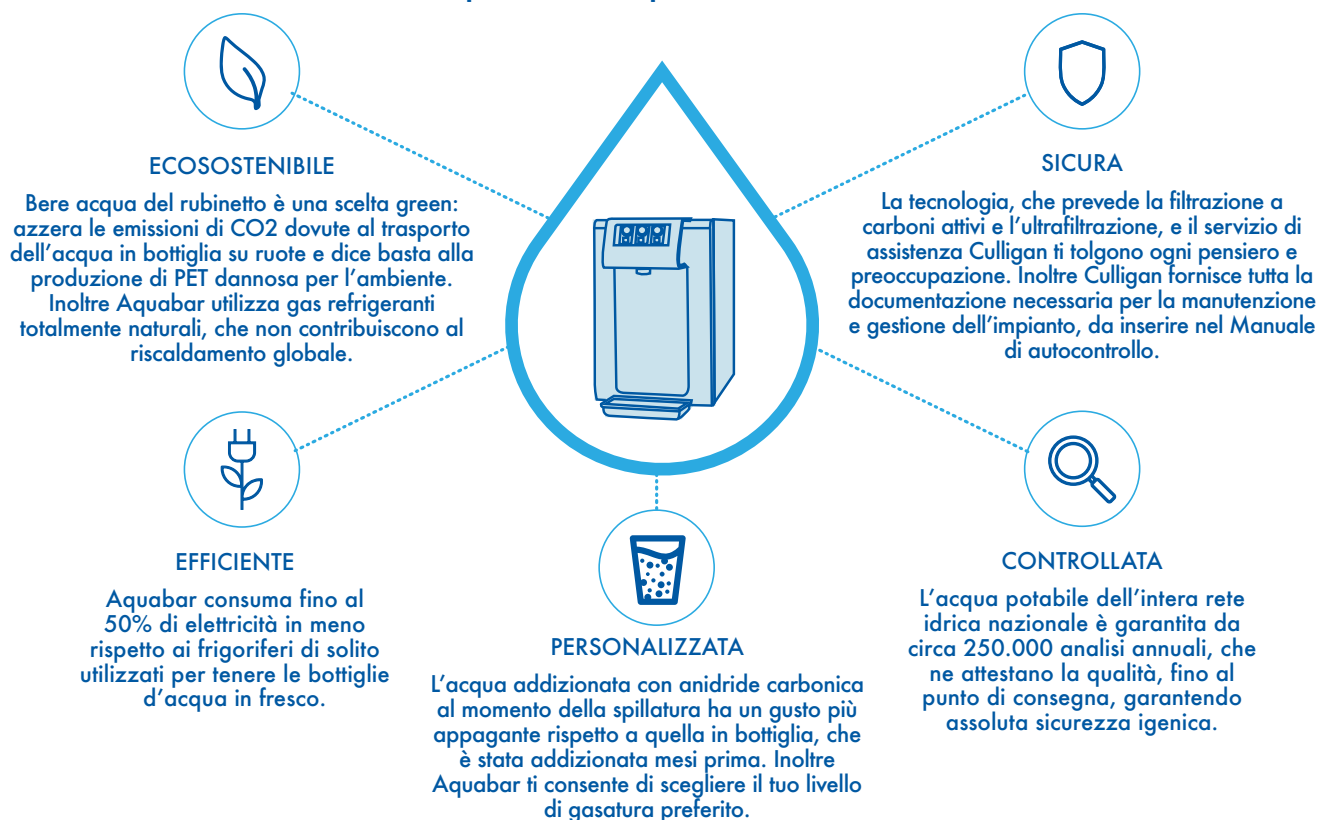 ECOSOSTENIBILE
Bere acqua del rubinetto è una scelta green:
azzera le emissioni di CO2 dovute al trasporto
dell’acqua in bottiglia su ruote e dice basta alla
produzione di PET dannosa per l’ambiente.
Inoltre Aquabar utilizza gas refrigeranti
totalmente naturali, che non contribuiscono al
riscaldamento globale.
SICURA
La tecnologia, che prevede la filtrazione a
carboni attivi e l’ultrafiltrazione, e il servizio di
assistenza Culligan ti tolgono ogni pensiero e
preoccupazione. Inoltre Culligan fornisce tutta la
documentazione necessaria per la manutenzione
e gestione dell’impianto, da inserire nel Manuale
di autocontrollo.
EFFICIENTE
Aquabar consuma fino al
50% di elettricità in meno
rispetto ai frigoriferi di solito
utilizzati per tenere le bottiglie
d’acqua in fresco.
PERSONALIZZATA
L’acqua addizionata con anidride carbonica
al momento della spillatura ha un gusto più
appagante rispetto a quella in bottiglia, che
è stata addizionata mesi prima. Inoltre
Aquabar ti consente di scegliere il tuo livello
di gasatura preferito.
CONTROLLATA
L’acqua potabile dell’intera rete
idrica nazionale è garantita da
circa 250.000 analisi annuali, che
ne attestano la qualità, fino al
punto di consegna, garantendo
assoluta sicurezza igenica.